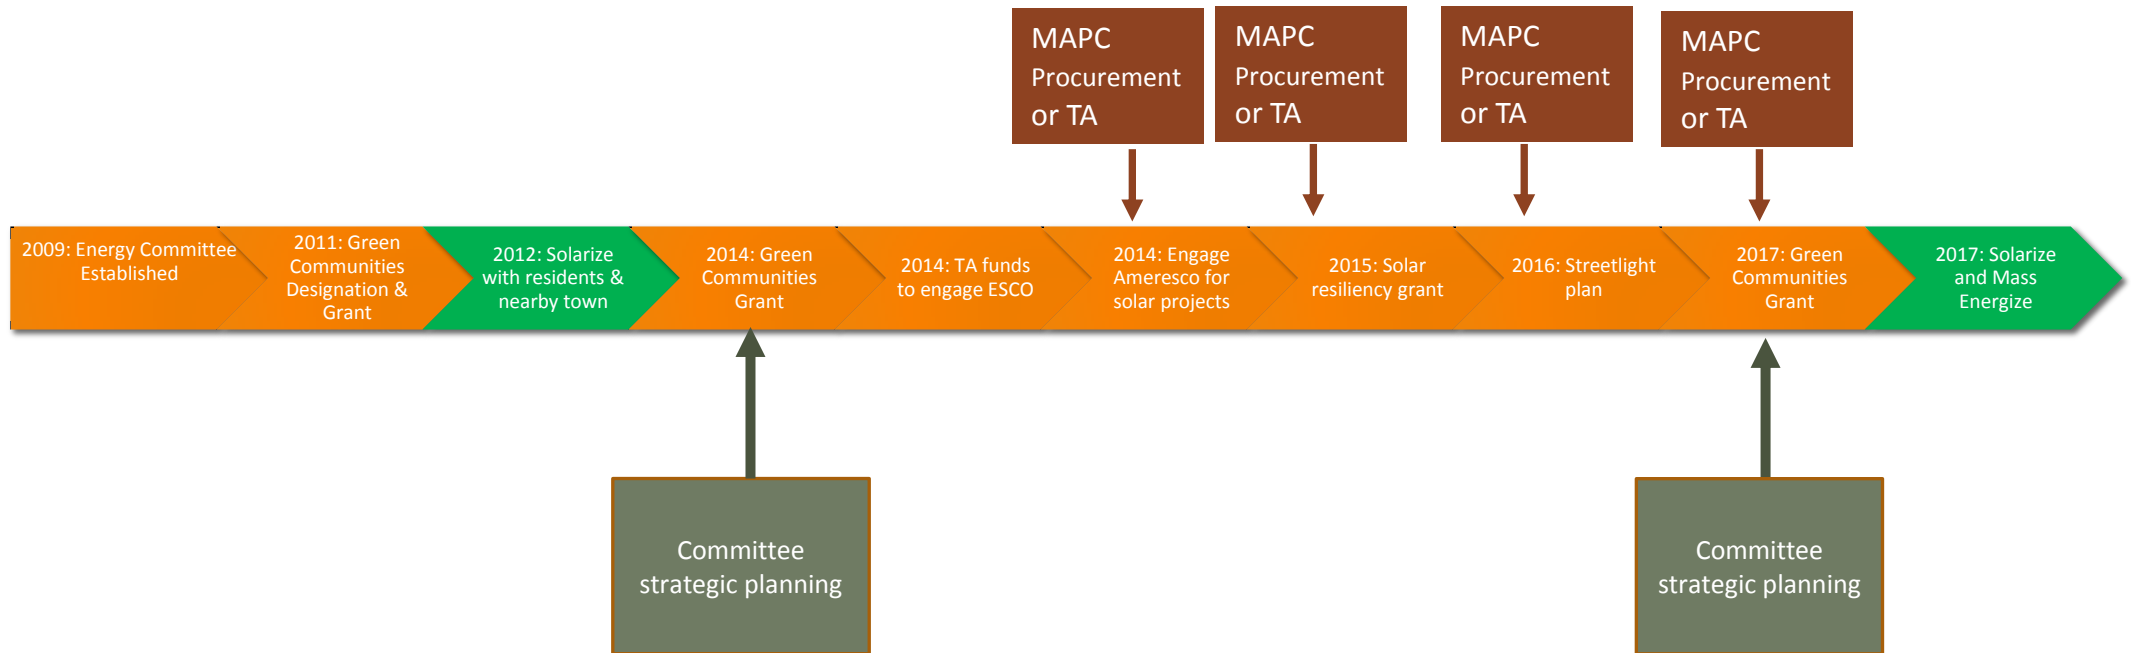 MAPC
Procurement
or TA
MAPC
Procurement
or TA
MAPC
Procurement
or TA
MAPC
Procurement
or TA
2009: Energy Committee
Established
2011: Green
Communities
Designation &
Grant
2012: Solarize
with residents &
nearby town
2014: Green
Communities
Grant
2014: TA funds
to engage ESCO
2014: Engage
Ameresco for
solar projects
2015: Solar
resiliency grant
2016: Streetlight
plan
2017: Green
Communities
Grant
2017: Solarize
and Mass
Energize
Committee
strategic planning
Committee
strategic planning